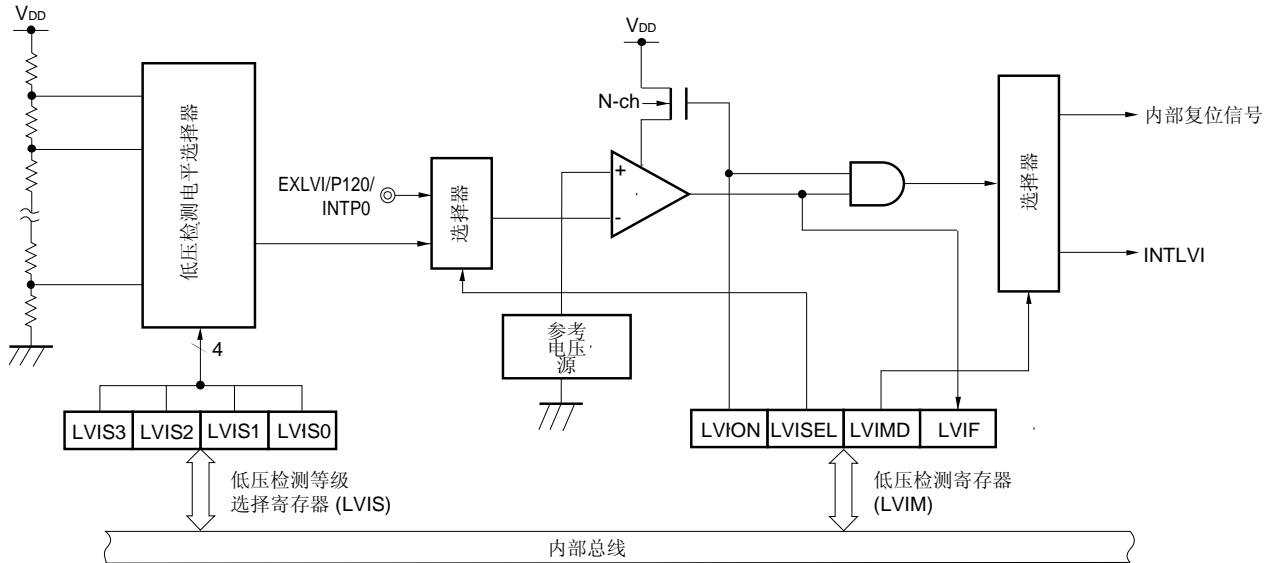 VDD
VDD
低压检测电平选择器
N-ch
EXLVI/P120/
INTP0
选择器
+
-
选择器
内部复位信号
INTLVI
参考
电压
源
4
LVIS3 LVIS2 LVIS1 LVIS0
LVION LVISEL LVIMD LVIF
低压检测等级
选择寄存器 (LVIS)
低压检测寄存器
(LVIM)
内部总线